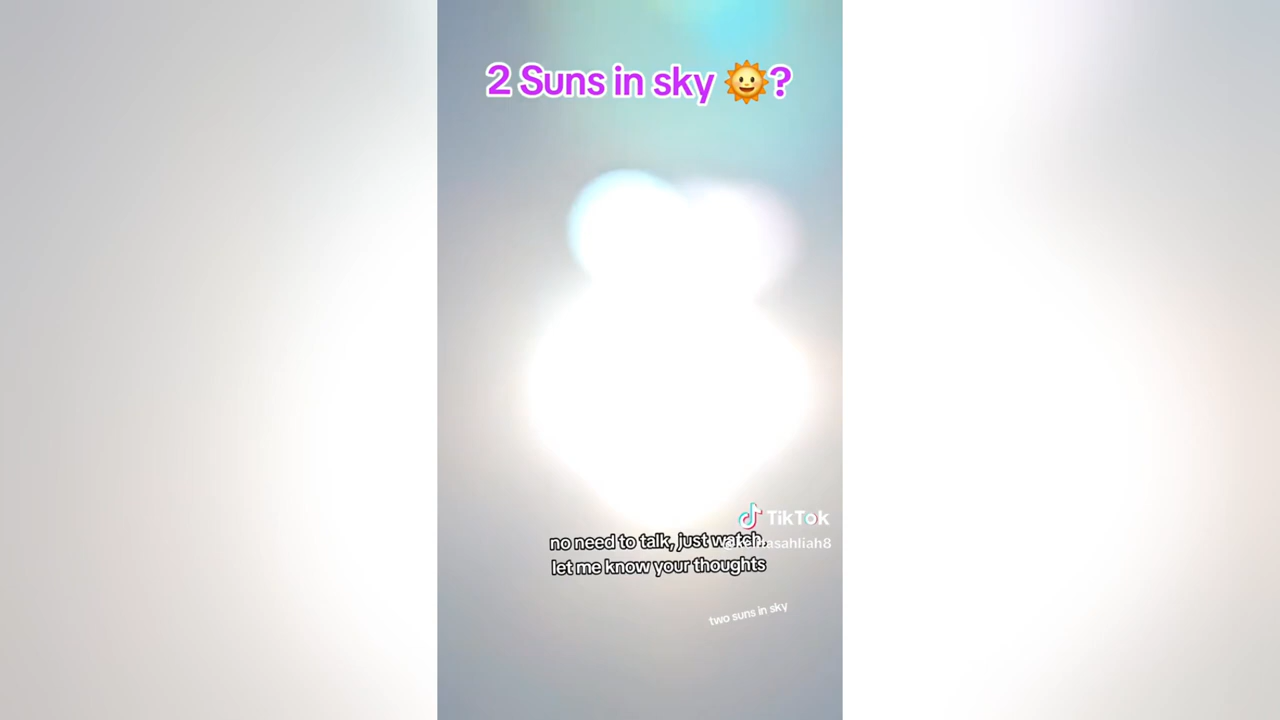 2 Suns in sky 🌞?
TikTok
no need to talk, just watch,
let me know your thoughts
two suns in sky